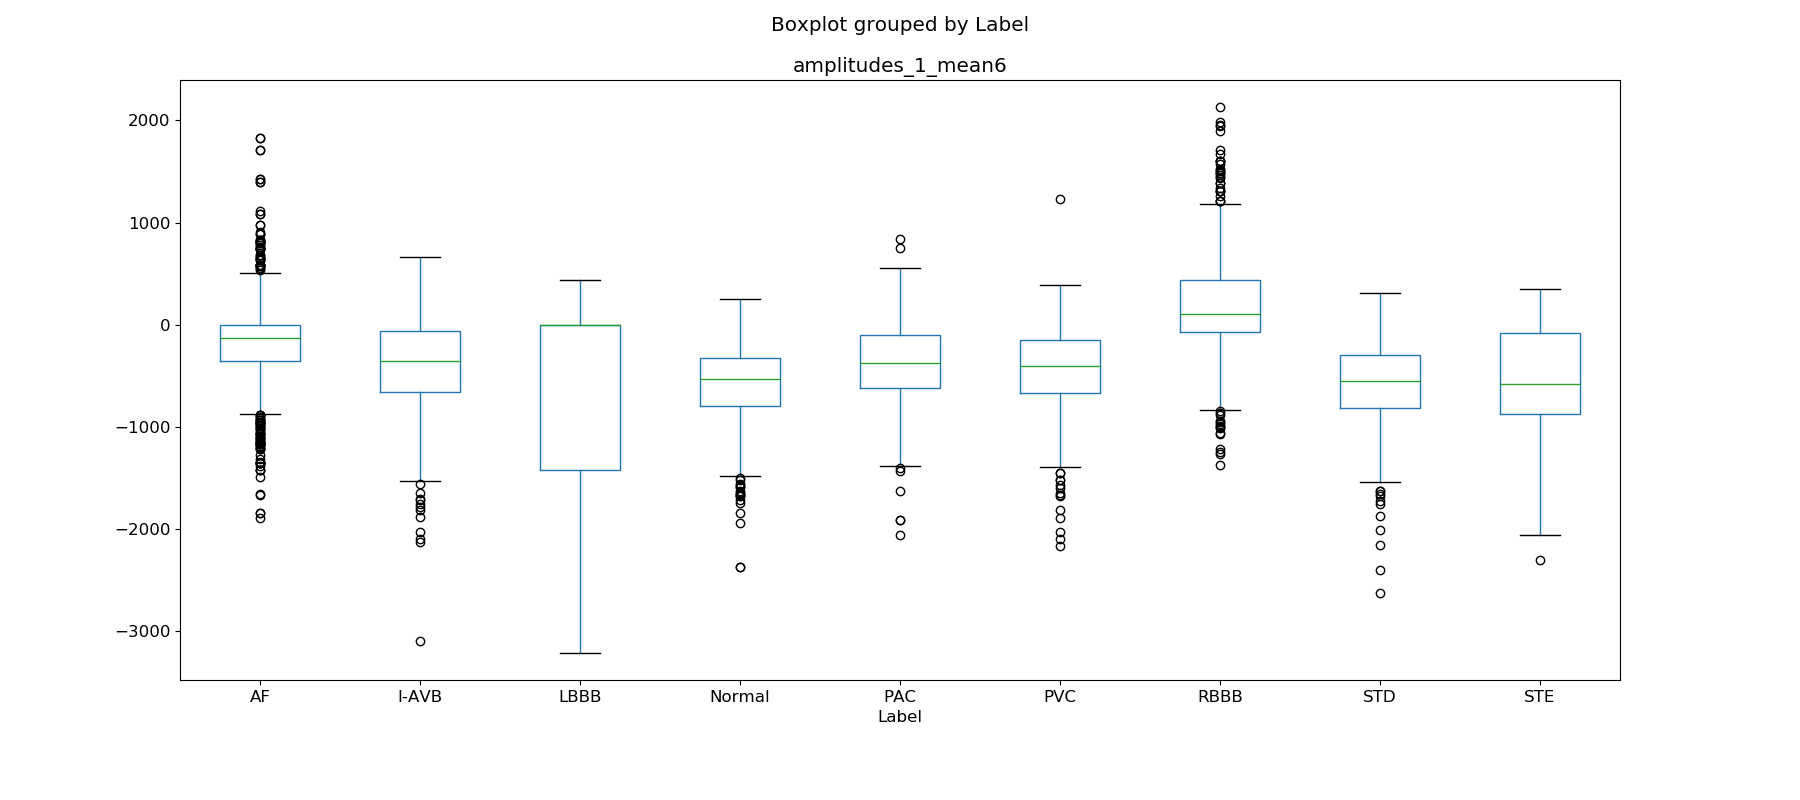 Boxplot grouped by Label
amplitudes_1_mean6
2000
1000
0
−1000
−2000
−3000
AF I-AVB LBBB Normal PAC PVC RBBB STD STE
Label